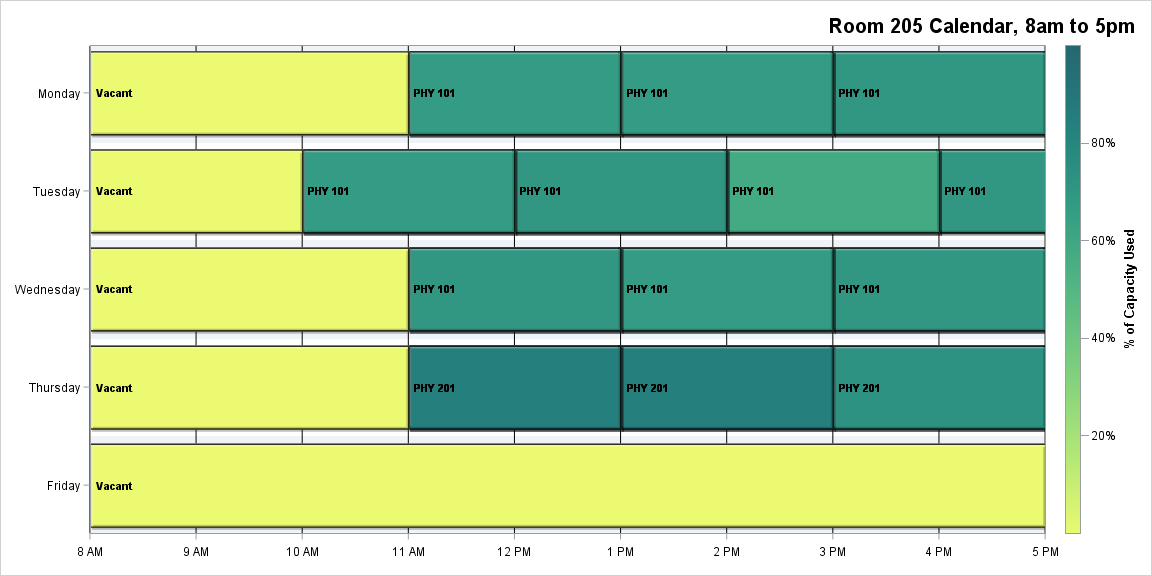 Room 205 Calendar, 8am to 5pm
Monday
Vacant
PHY 101
PHY 101
PHY 101
Tuesday
Vacant
PHY 101
PHY 101
PHY 101
PHY 101
Wednesday
Vacant
PHY 101
PHY 101
PHY 101
Thursday
Vacant
PHY 201
PHY 201
PHY 201
Friday
Vacant
8 AM
9 AM
10 AM
11 AM
12 PM
1 PM
2 PM
3 PM
4 PM
5 PM
80%
60%
40%
20%
% of Capacity Used